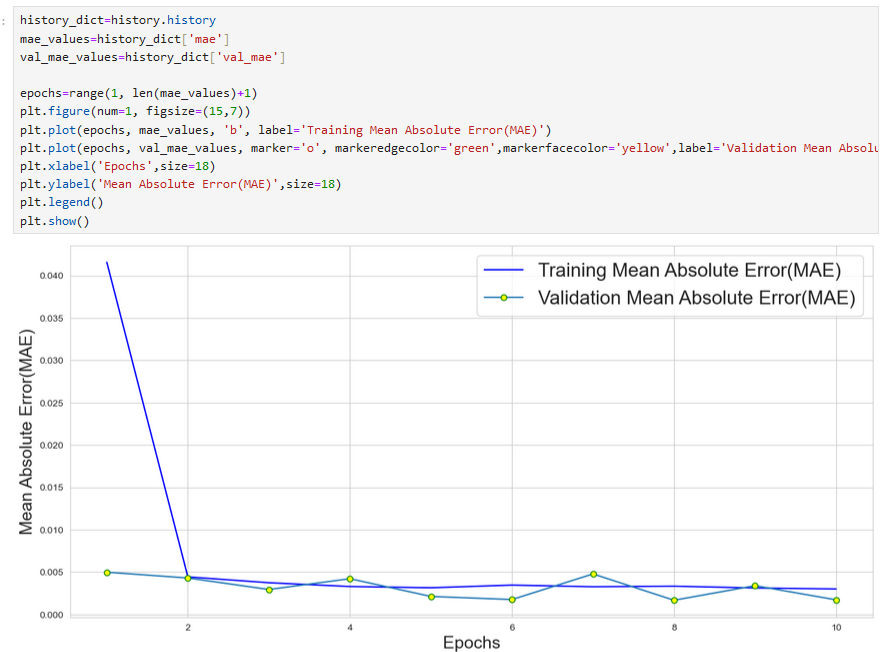 :
history_dict=history.history
mae_values=history_dict['mae']
val_mae_values=history_dict['val_mae']
epochs=range(1, len(mae_values)+1)
plt.figure(num=1, figsize=(15,7))
plt.plot(epochs, mae_values, 'b', label='Training Mean Absolute Error(MAE)')
plt.plot(epochs, val_mae_values, marker='o', markeredgecolor='green',markerfacecolor='yellow',label='Validation Mean Absolu
plt.xlabel('Epochs',size=18)
plt.ylabel('Mean Absolute Error(MAE)',size=18)
plt.legend()
plt.show()
Training Mean Absolute Error(MAE)
Validation Mean Absolute Error(MAE)
Mean Absolute Error(MAE)
0.040
0.035
0.030
0.025
0.020
0.015
0.010
0.005
0.000
2 4 6 8 10
Epochs